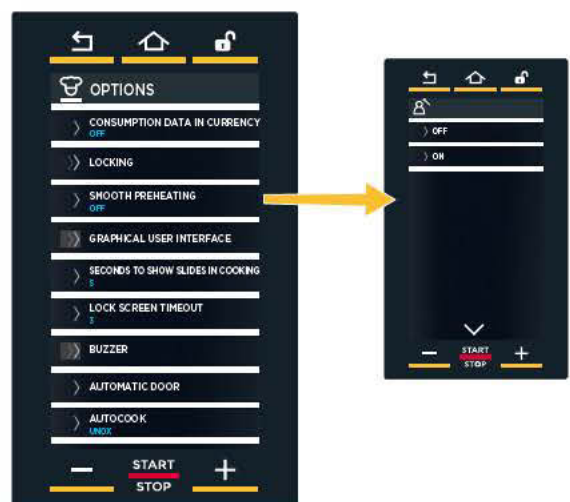 OPTIONS
CONSUMPTION DATA IN CURRENCY
OFF
LOCKING
SMOOTH PREHEATING
OFF
GRAPHICAL USER INTERFACE
SECONDS TO SHOW SLIDES IN COOKING
5
LOCK SCREEN TIMEOUT
3
BUZZER
AUTOMATIC DOOR
AUTOCOOK
UNOX
START
STOP
OFF
ON
START
STOP